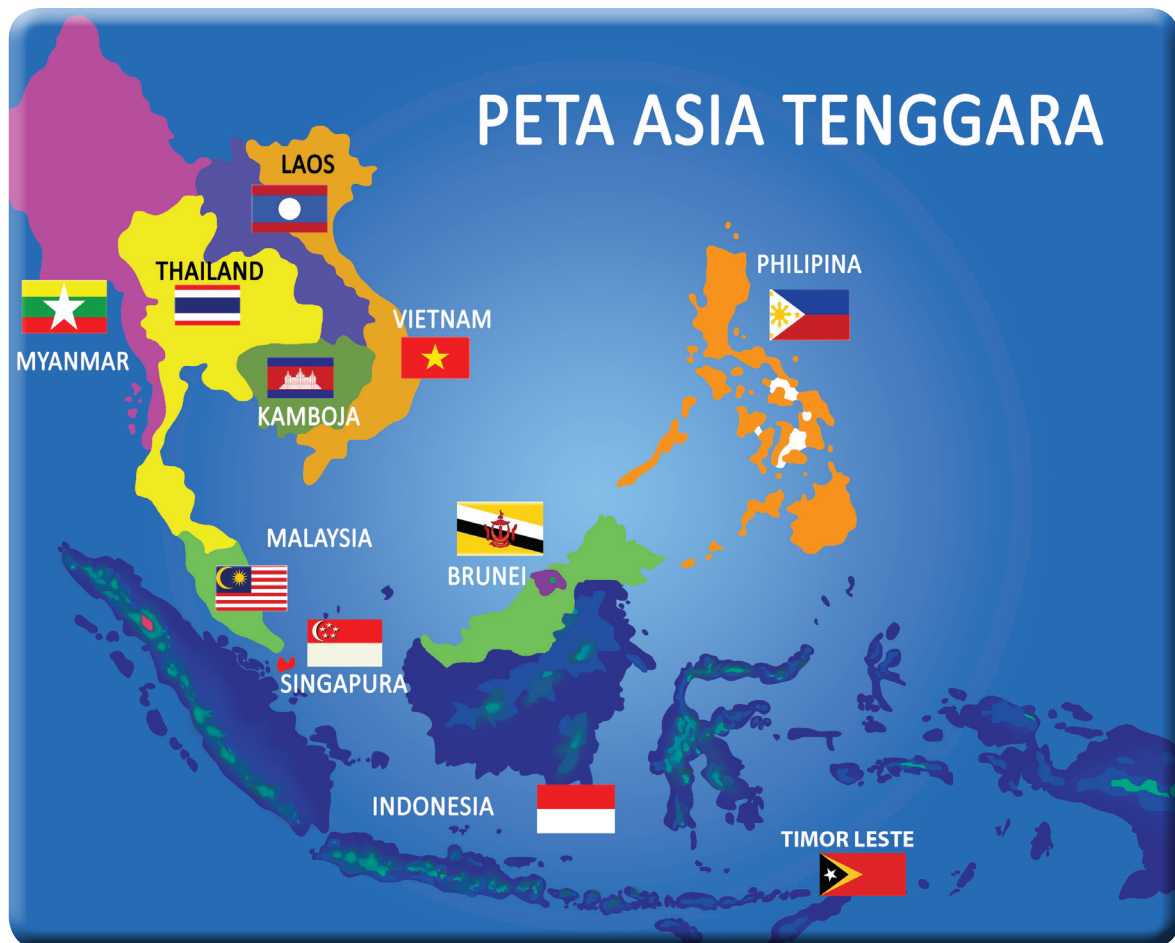 PETA ASIA TENGGARA
LAOS
PHILIPINA
THAILAND
VIETNAM
MYANMAR
KAMBOJA
MALAYSIA
BRUNEI
SINGAPURA
INDONESIA
TIMOR LESTE